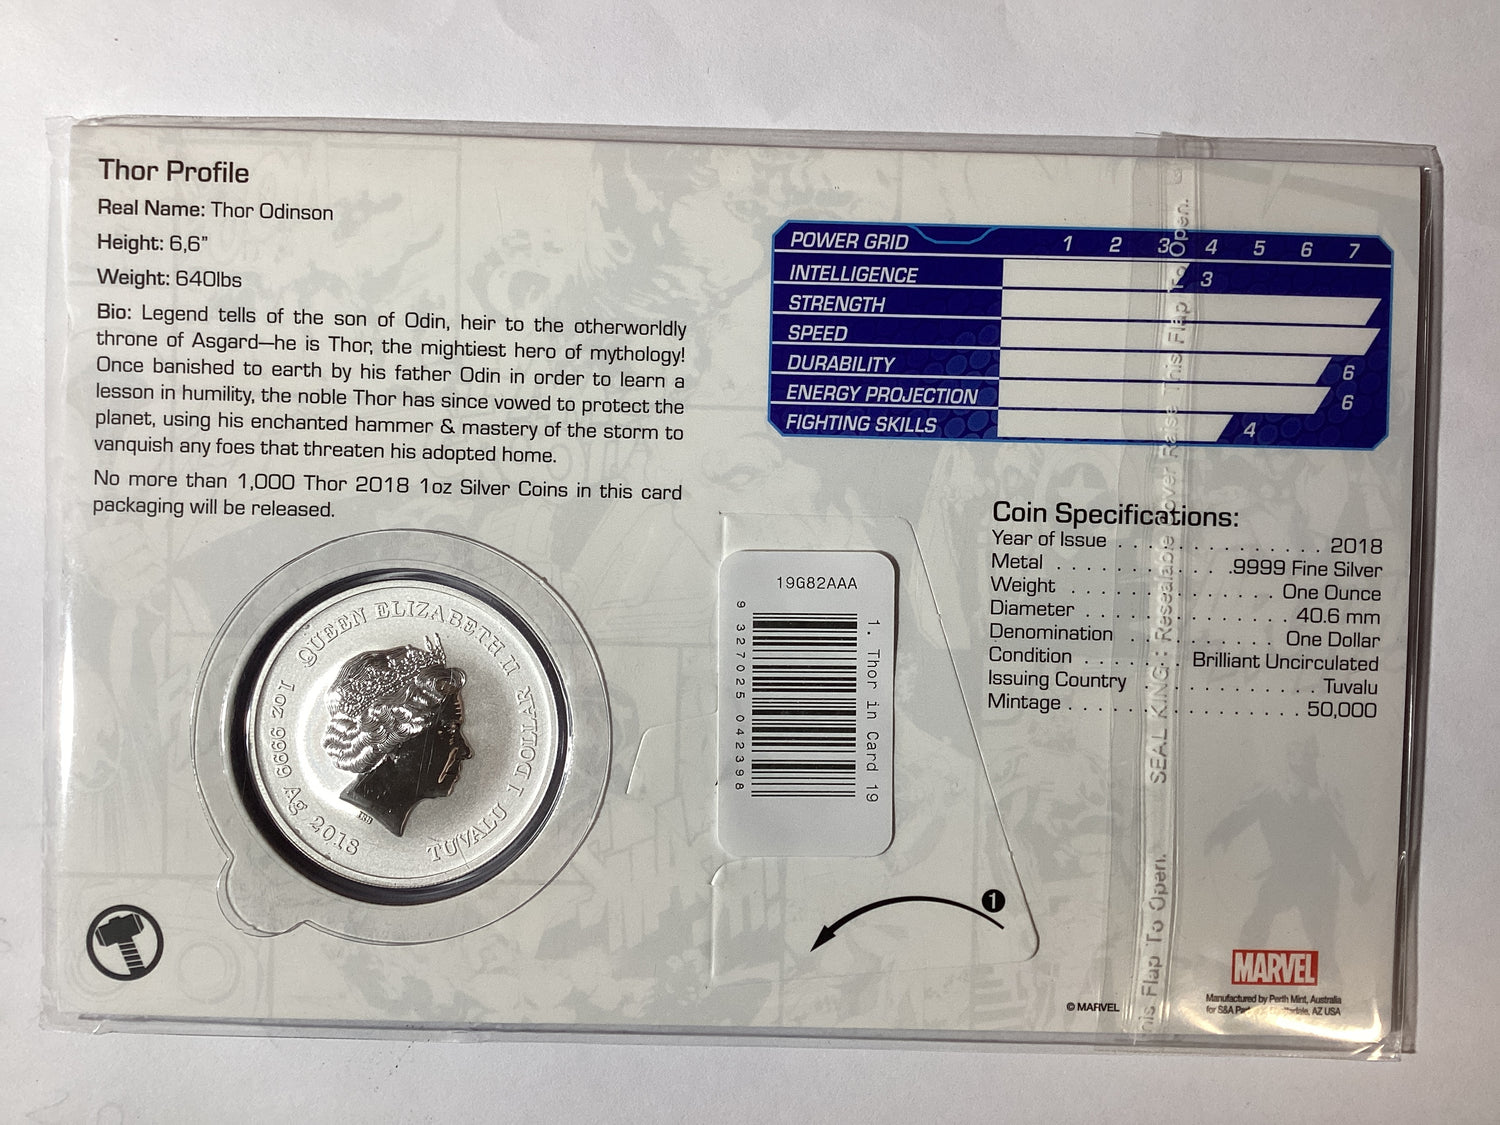 Thor Profile
Real Name: Thor Odinson
Height: 6,6”
Weight: 640lbs
Bio: Legend tells of the son of Odin, heir to the otherworldly
throne of Asgard—he is Thor, the mightiest hero of mythology!
Once banished to earth by his father Odin in order to learn a
lesson in humility, the noble Thor has since vowed to protect the
planet, using his enchanted hammer & mastery of the storm to
vanquish any foes that threaten his adopted home.
No more than 1,000 Thor 2018 1oz Silver Coins in this card
packaging will be released.
QUEEN ELIZABETH II
TUVALU 1 DOLLAR
1oz 9999 Ag 2018
IRB
POWER GRID 1 2 3 4 5 6 7
INTELLIGENCE 3
STRENGTH
SPEED
DURABILITY 6
ENERGY PROJECTION 6
FIGHTING SKILLS 4
19G82AAA
9 327025 042398
1. Thor in Card 19
1
Coin Specifications:
Year of Issue . . . . . . . . . . . . . . . . . . 2018
Metal . . . . . . . . . . . . . . .9999 Fine Silver
Weight . . . . . . . . . . . . . . . . . One Ounce
Diameter . . . . . . . . . . . . . . . . . 40.6 mm
Denomination . . . . . . . . . . . . One Dollar
Condition . . . . . . . . Brilliant Uncirculated
Issuing Country . . . . . . . . . . . . . . Tuvalu
Mintage . . . . . . . . . . . . . . . . . . . 50,000
This Flap To Open. SEAL KING: Resealable over Raise This Flap To Open.
© MARVEL
MARVEL
Manufactured by Perth Mint, Australia
for S&A AZ USA